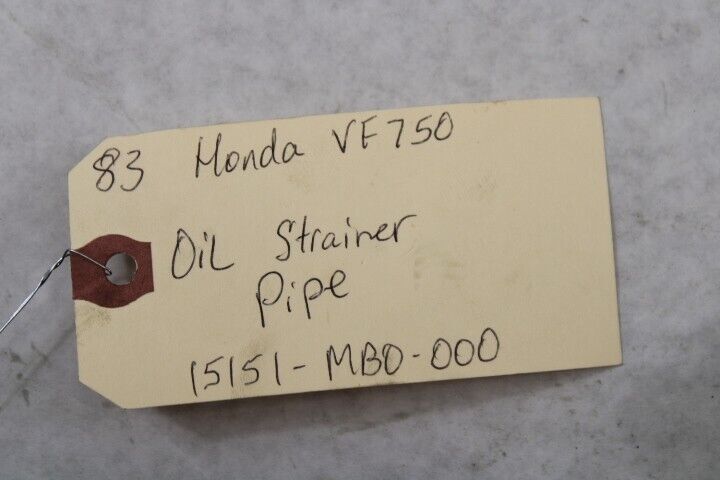 83 Honda VF750
OiL Strainer
Pipe
15151-MB0-000